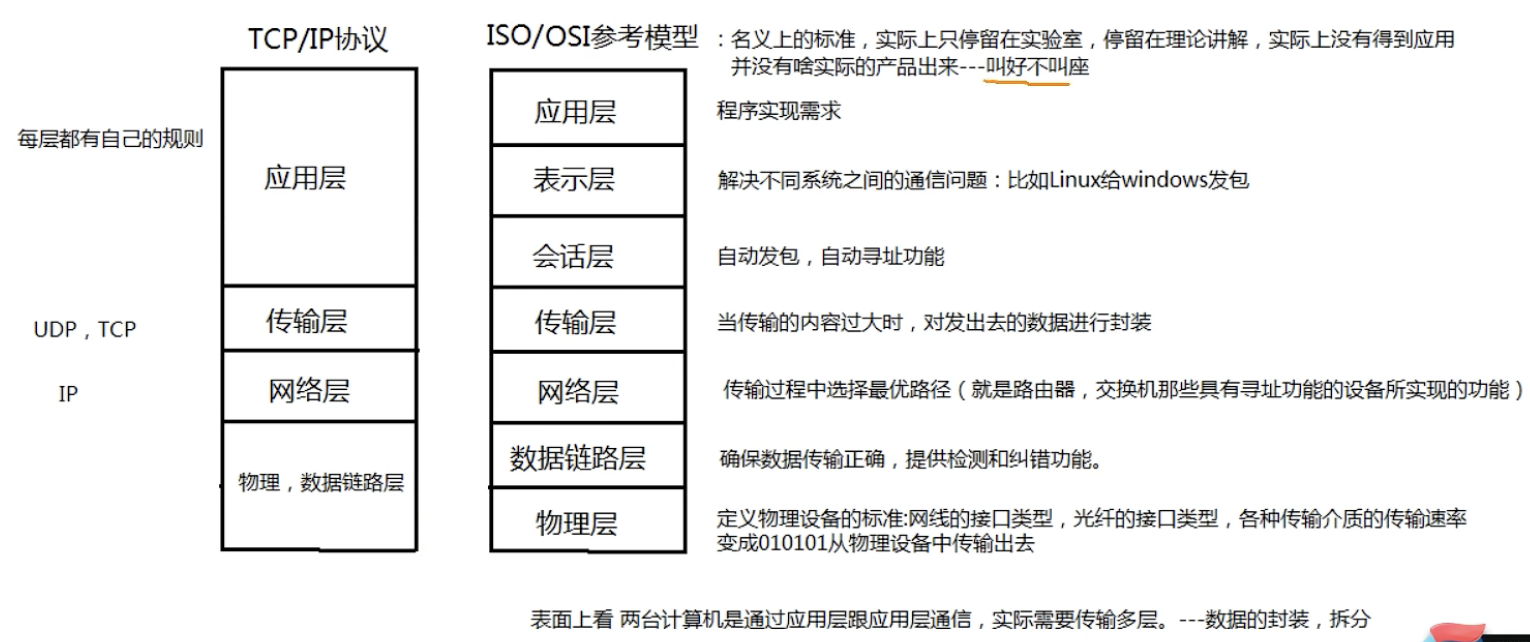 TCP/IP协议
ISO/OSI参考模型
：名义上的标准，实际上只停留在实验室，停留在理论讲解，实际上没有得到应用
并没有啥实际的产品出来---叫好不叫座
每层都有自己的规则
应用层
应用层
程序实现需求
表示层
解决不同系统之间的通信问题：比如Linux给windows发包
会话层
自动发包，自动寻址功能
UDP，TCP
传输层
传输层
当传输的内容过大时，对发出去的数据进行封装
IP
网络层
网络层
传输过程中选择最优路径（就是路由器，交换机那些具有寻址功能的设备所实现的功能）
物理，数据链路层
数据链路层
确保数据传输正确，提供检测和纠错功能。
物理层
定义物理设备的标准:网线的接口类型，光纤的接口类型，各种传输介质的传输速率
变成010101从物理设备中传输出去
表面上看 两台计算机是通过应用层跟应用层通信，实际需要传输多层。---数据的封装，拆分